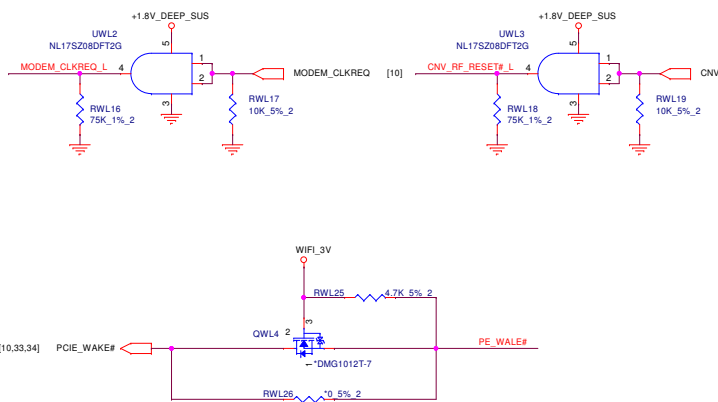 +1.8V_DEEP_SUS
UWL2
NL17SZ08DFT2G
5
MODEM_CLKREQ_L
4
1
2
3
MODEM_CLKREQ
[10]
RWL16
75K_1%_2
RWL17
10K_5%_2
+1.8V_DEEP_SUS
UWL3
NL17SZ08DFT2G
5
CNV_RF_RESET#_L
4
1
2
3
CNV
RWL18
75K_1%_2
RWL19
10K_5%_2
WIFI_3V
RWL25
4.7K_5%_2
QWL4
2
3
[10,33,34]
PCIE_WAKE#
PE_WALE#
*DMG1012T-7
RWL26
*0_5%_2